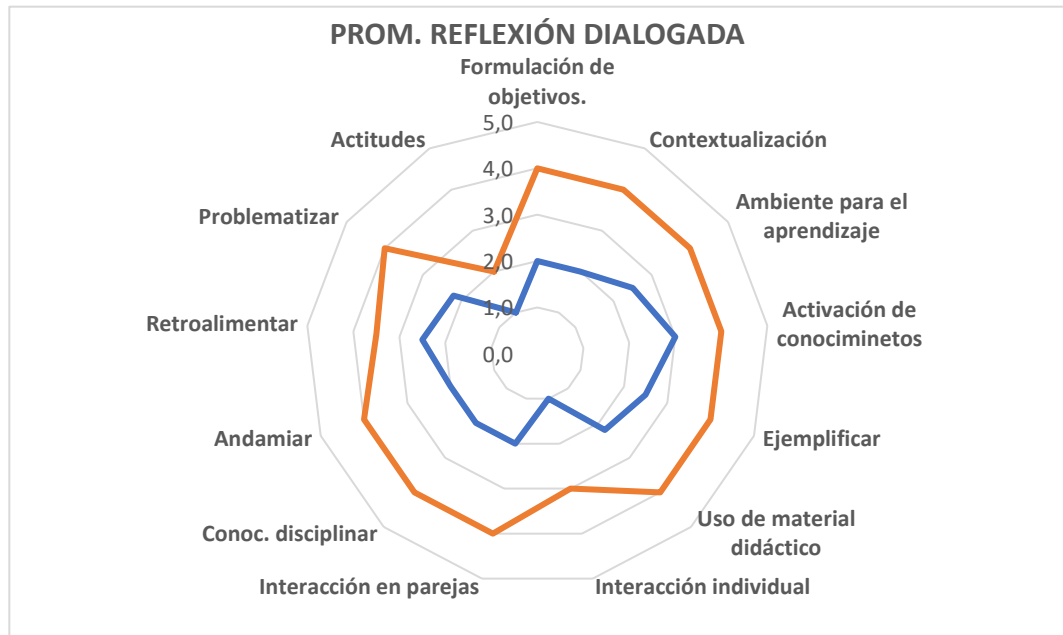 PROM. REFLEXIÓN DIALOGADA
Formulación de
objetivos.
Contextualización
Ambiente para el
aprendizaje
Activación de
conociminetos
Ejemplificar
Uso de material
didáctico
Interacción individual
Interacción en parejas
Conoc. disciplinar
Andamiar
Retroalimentar
Problematizar
Actitudes
5,0
4,0
3,0
2,0
1,0
0,0